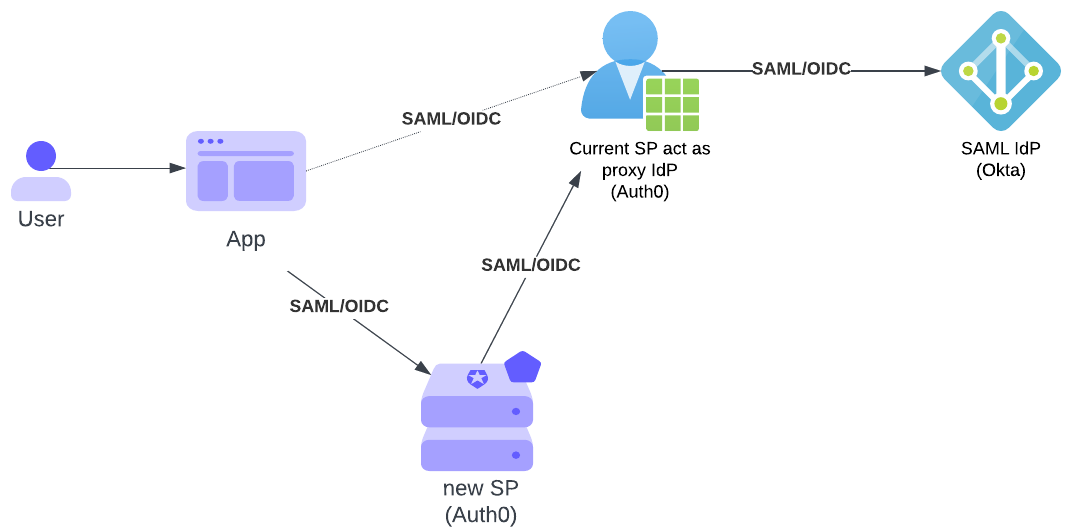 SAML/OIDC
SAML/OIDC
Current SP act as
proxy IdP
(Auth0)
SAML IdP
(Okta)
User
App
SAML/OIDC
SAML/OIDC
new SP
(Auth0)